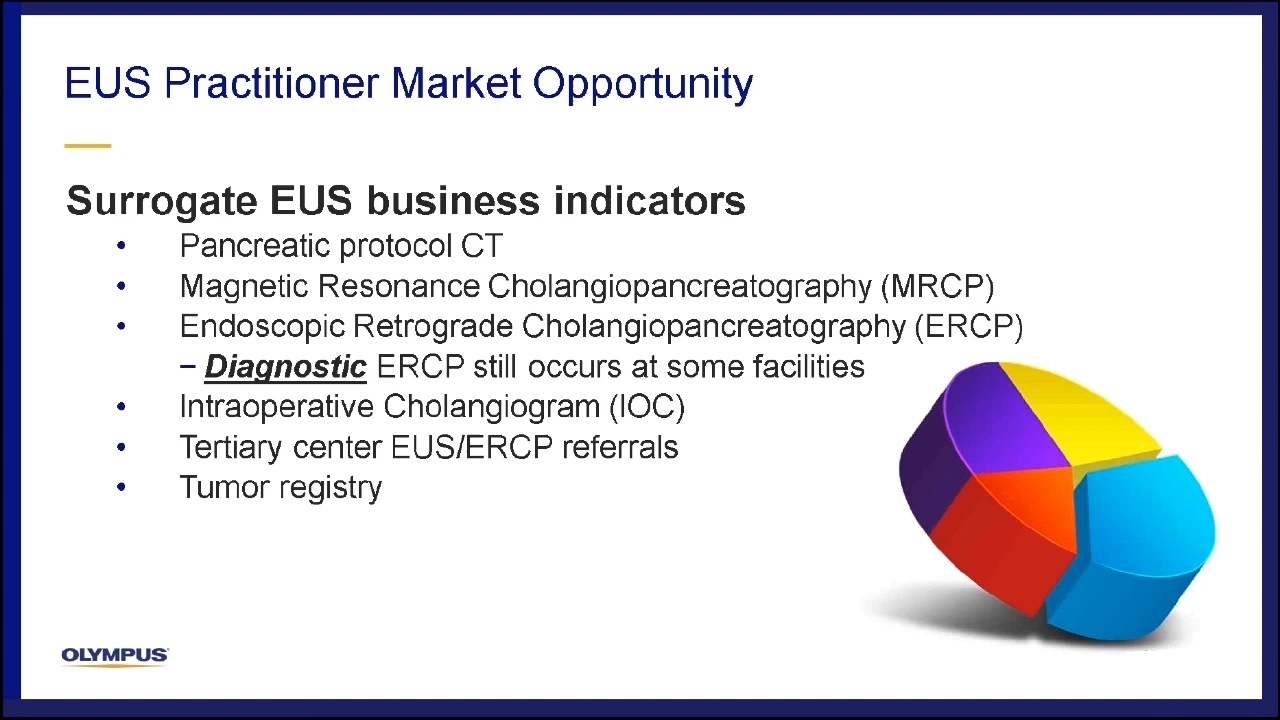 EUS Practitioner Market Opportunity
Surrogate EUS business indicators
• Pancreatic protocol CT
• Magnetic Resonance Cholangiopancreatography (MRCP)
• Endoscopic Retrograde Cholangiopancreatography (ERCP)
– Diagnostic ERCP still occurs at some facilities
• Intraoperative Cholangiogram (IOC)
• Tertiary center EUS/ERCP referrals
• Tumor registry
OLYMPUS